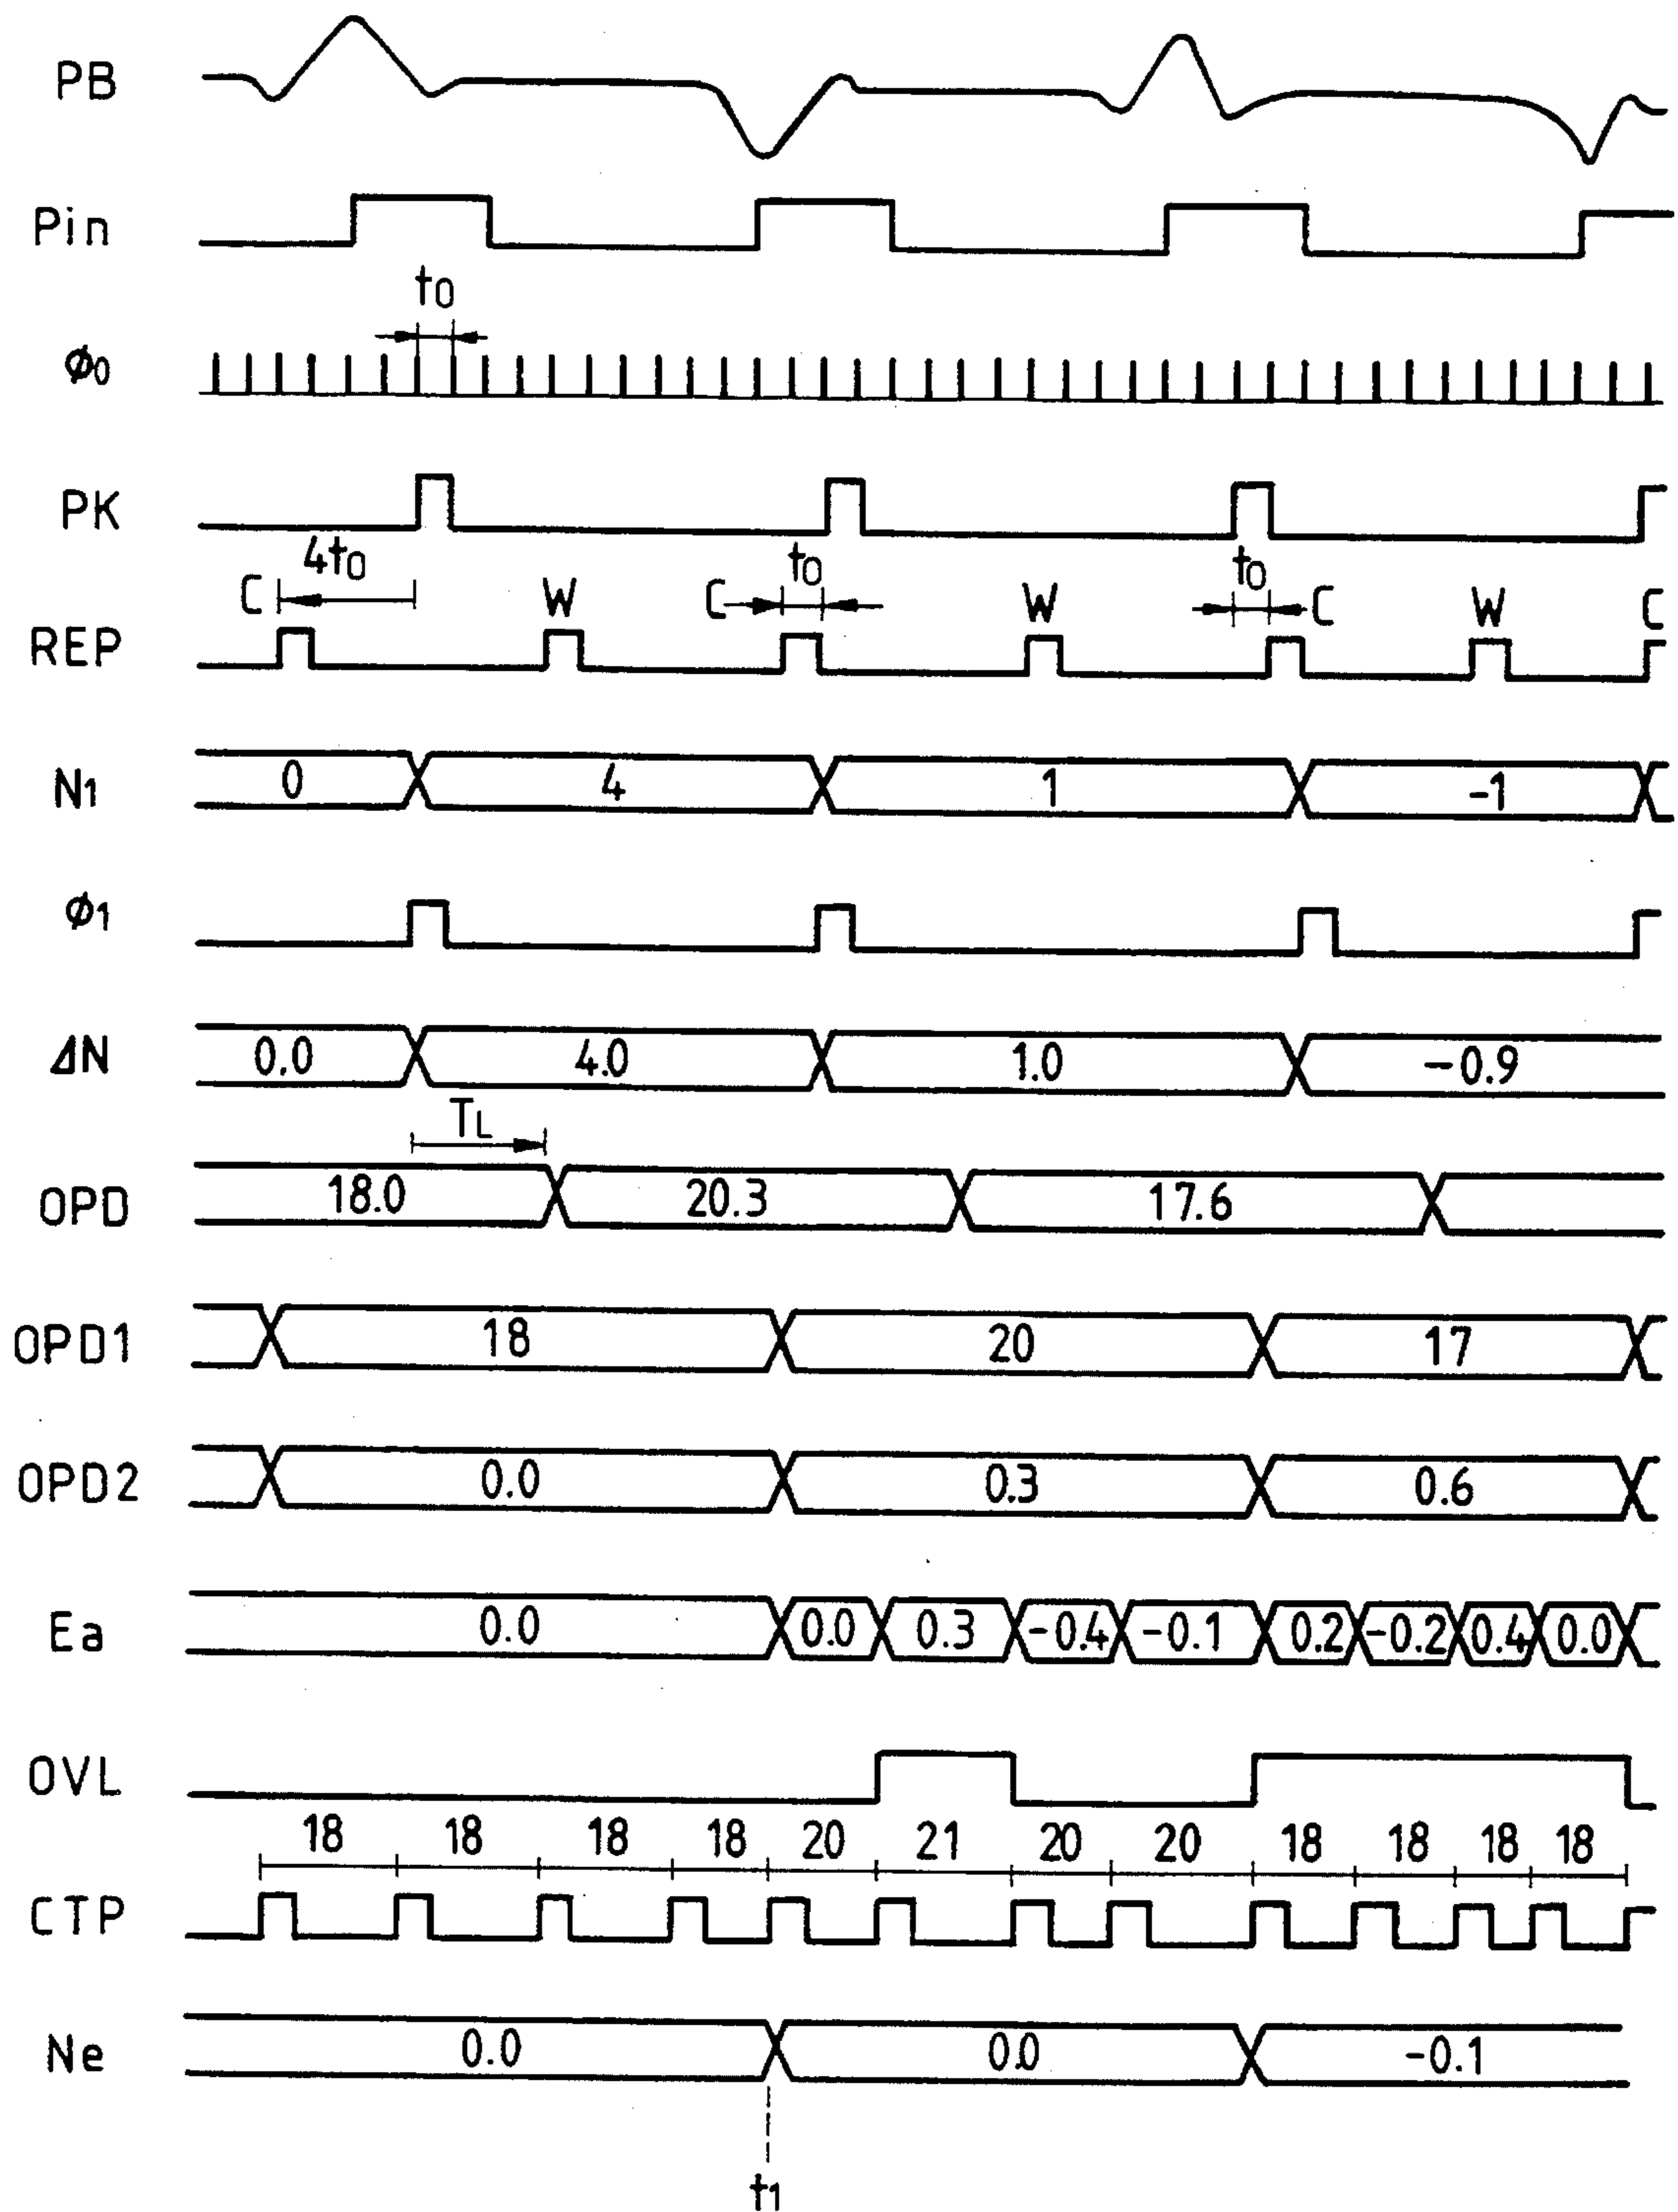 PB
Pin
t0
ϕ0
PK
4t0 t0 t0
C W C W C W C
REP
N1 0 4 1 -1
ϕ1
ΔN 0.0 4.0 1.0 -0.9
TL
OPD 18.0 20.3 17.6
OPD1 18 20 17
OPD2 0.0 0.3 0.6
Ea 0.0 0.0 0.3 -0.4 -0.1 0.2 -0.2 0.4 0.0
OVL
18 18 18 18 20 21 20 20 18 18 18 18
CTP
Ne 0.0 0.0 -0.1
t1